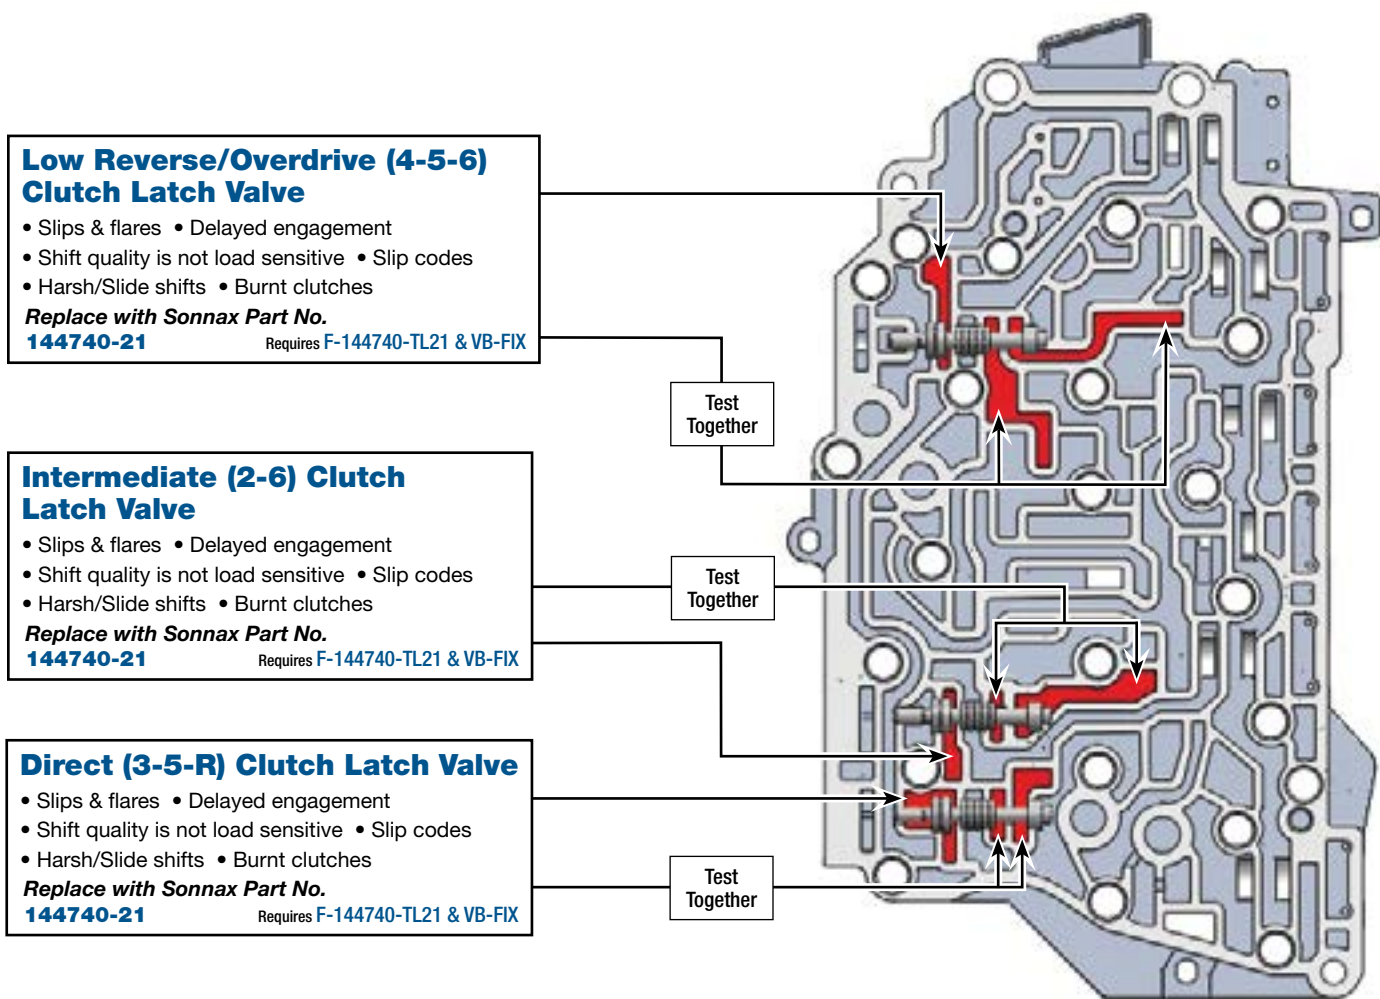 Low Reverse/Overdrive (4-5-6)
Clutch Latch Valve
• Slips & flares • Delayed engagement
• Shift quality is not load sensitive • Slip codes
• Harsh/Slide shifts • Burnt clutches
Replace with Sonnax Part No.
144740-21 Requires F-144740-TL21 & VB-FIX
Test
Together
Intermediate (2-6) Clutch
Latch Valve
• Slips & flares • Delayed engagement
• Shift quality is not load sensitive • Slip codes
• Harsh/Slide shifts • Burnt clutches
Replace with Sonnax Part No.
144740-21 Requires F-144740-TL21 & VB-FIX
Test
Together
Direct (3-5-R) Clutch Latch Valve
• Slips & flares • Delayed engagement
• Shift quality is not load sensitive • Slip codes
• Harsh/Slide shifts • Burnt clutches
Replace with Sonnax Part No.
144740-21 Requires F-144740-TL21 & VB-FIX
Test
Together